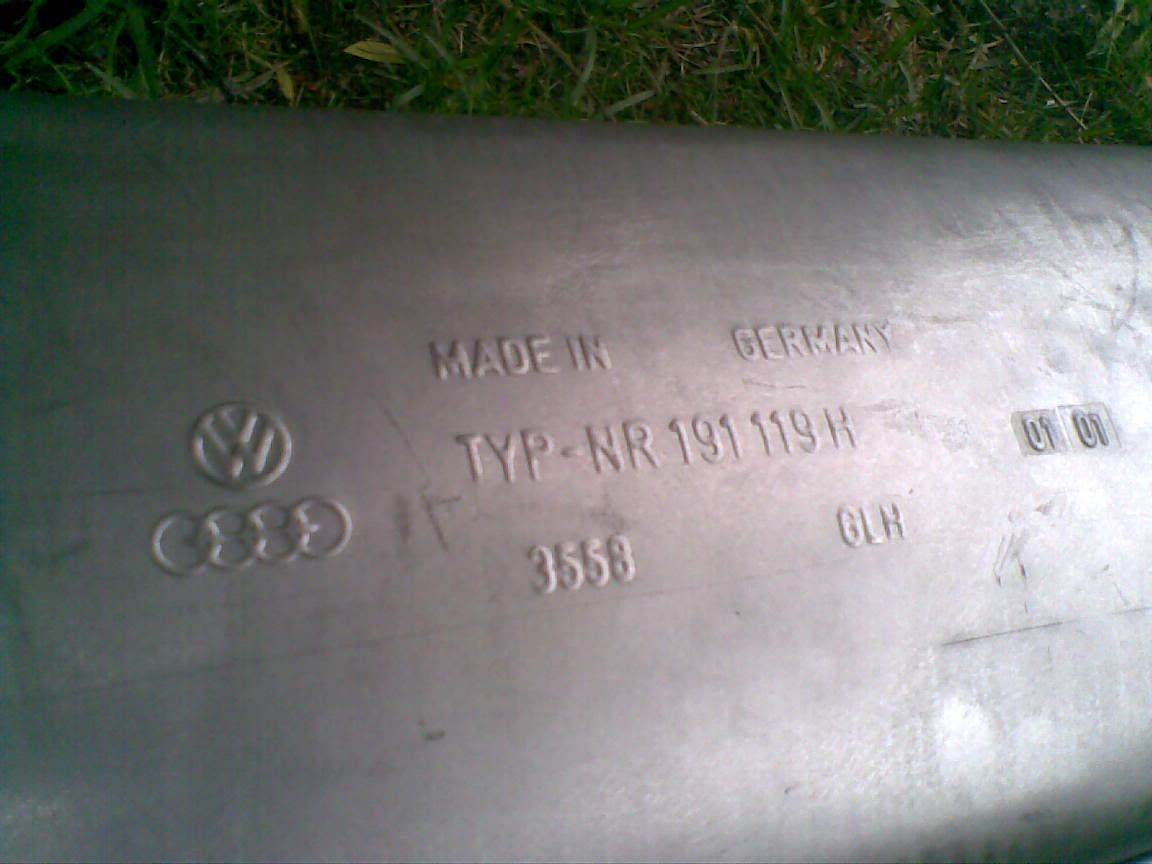 MADE IN GERMANY
TYP-NR 191 119 H 01 01
3558 GLH